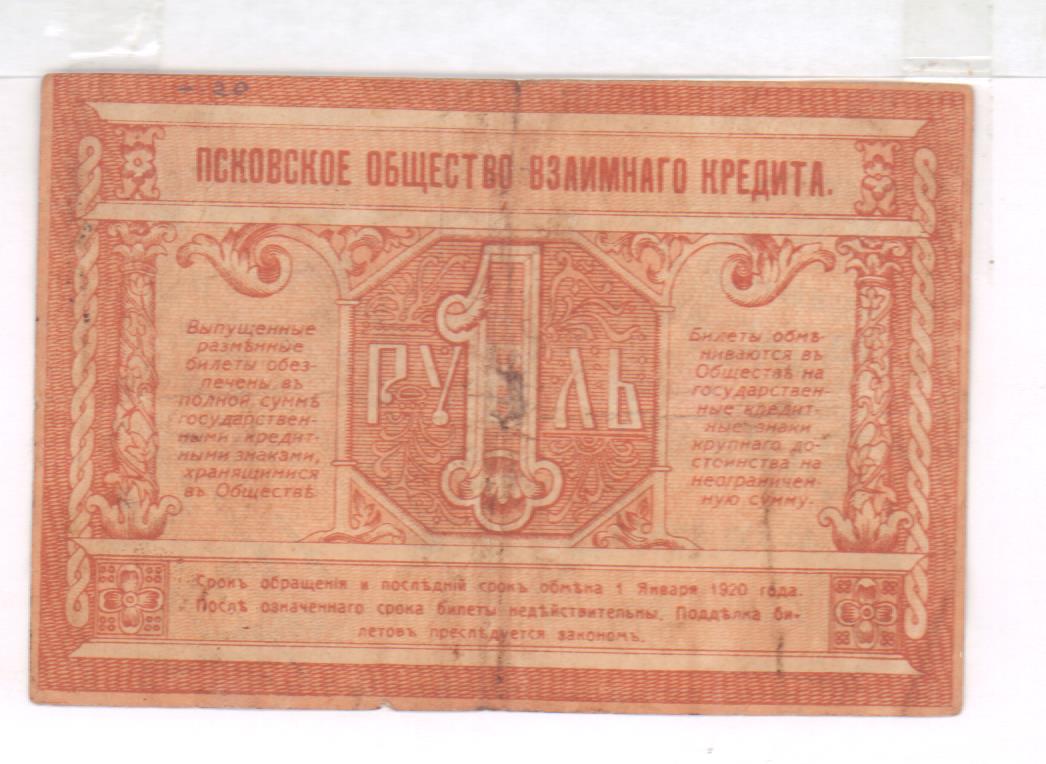 - 20
ПСКОВСКОЕ ОБЩЕСТВО ВЗАИМНАГО КРЕДИТА.
1
РУ ЛЬ
Выпущенные
размѣнные
билеты обез-
печены въ
полной суммѣ
государствен-
ными кредит-
ными знаками,
хранящимися
въ Обществѣ
Билеты обмѣ-
ниваются въ
Обществѣ на
государствен-
ные кредит-
ные знаки
крупнаго до-
стоинства на
неограничен-
ную сумму.
Срокъ обращенія и послѣдній срокъ обмѣна 1 Января 1920 года.
Послѣ означеннаго срока билеты недѣйствительны. Поддѣлка би-
летовъ преслѣдуется закономъ.